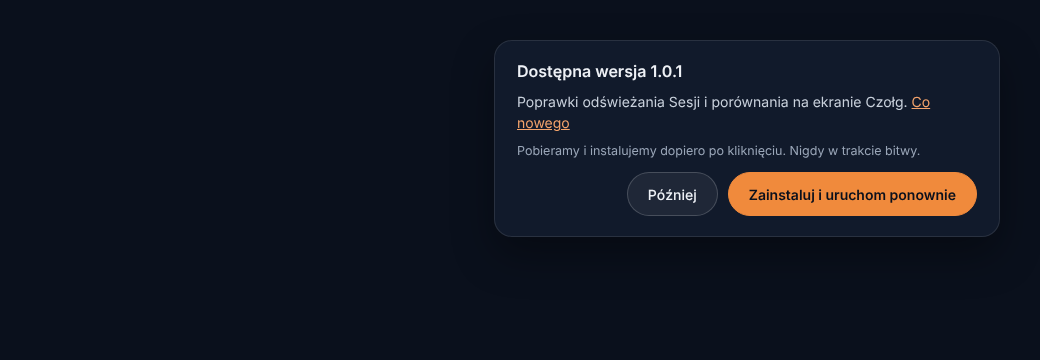 Dostępna wersja 1.0.1
Poprawki odświeżania Sesji i porównania na ekranie Czołg. Co
nowego
Pobieramy i instalujemy dopiero po kliknięciu. Nigdy w trakcie bitwy.
Później
Zainstaluj i uruchom ponownie